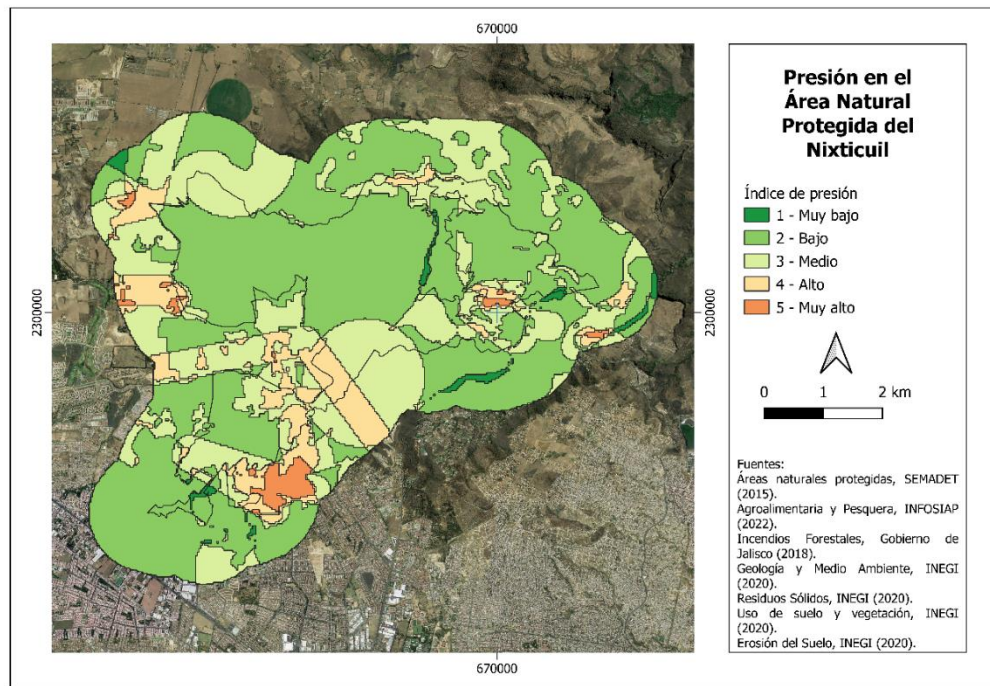 670000
2300000
2300000
670000
Presión en el
Área Natural
Protegida del
Nixticuil
Índice de presión
1 - Muy bajo
2 - Bajo
3 - Medio
4 - Alto
5 - Muy alto
0 1 2 km
Fuentes:
Áreas naturales protegidas, SEMADET
(2015).
Agroalimentaria y Pesquera, INFOSIAP
(2022).
Incendios Forestales, Gobierno de
Jalisco (2018).
Geología y Medio Ambiente, INEGI
(2020).
Residuos Sólidos, INEGI (2020).
Uso de suelo y vegetación, INEGI
(2020).
Erosión del Suelo, INEGI (2020).